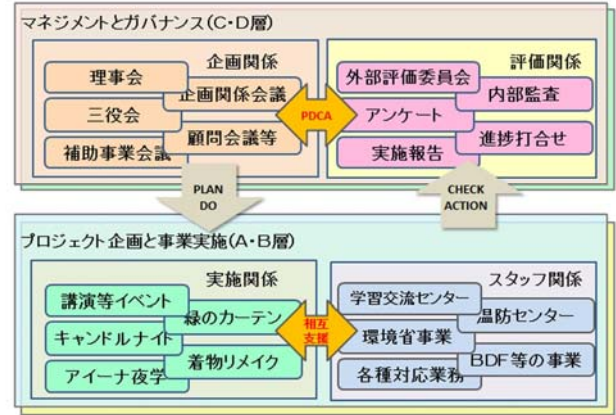 マネジメントとガバナンス(C・D層)
企画関係
理事会
企画関係会議
三役会
顧問会議等
補助事業会議
PDCA
評価関係
外部評価委員会
内部監査
アンケート
進捗打合せ
実施報告
PLAN
DO
CHECK
ACTION
プロジェクト企画と事業実施(A・B層)
実施関係
講演等イベント
緑のカーテン
キャンドルナイト
着物リメイク
アイーナ夜学
相互
支援
スタッフ関係
学習交流センター
温防センター
環境省事業
BDF等の事業
各種対応業務